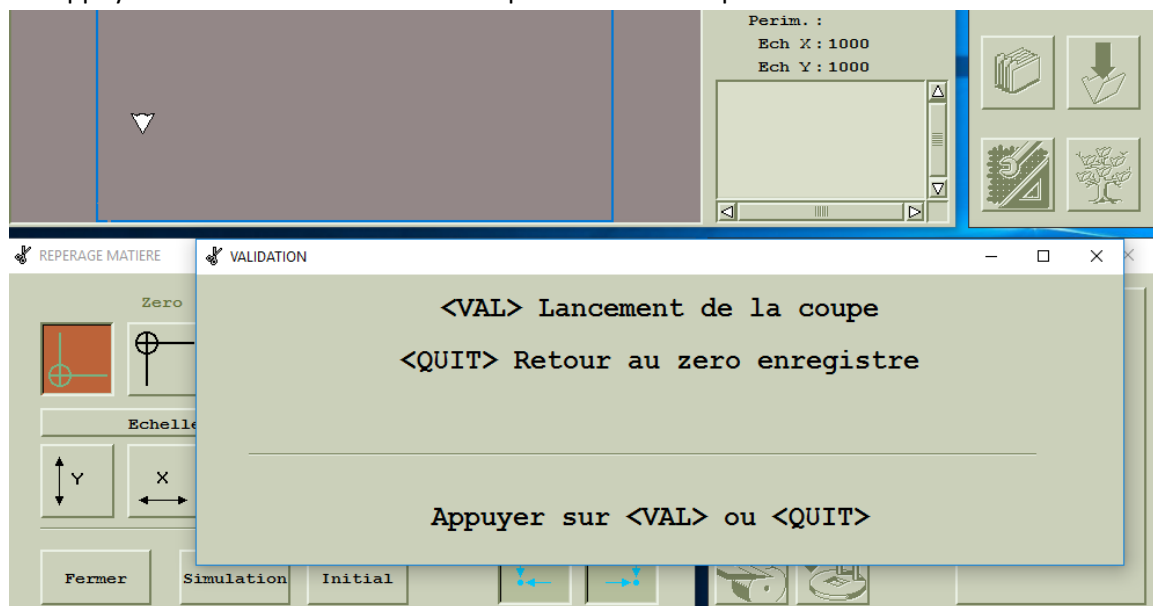 Perim. :
Ech X : 1000
Ech Y : 1000
REPERAGE MATIERE
VALIDATION
Zero
<VAL> Lancement de la coupe
<QUIT> Retour au zero enregistre
Echelle
Y
X
Appuyer sur <VAL> ou <QUIT>
Fermer
Simulation
Initial